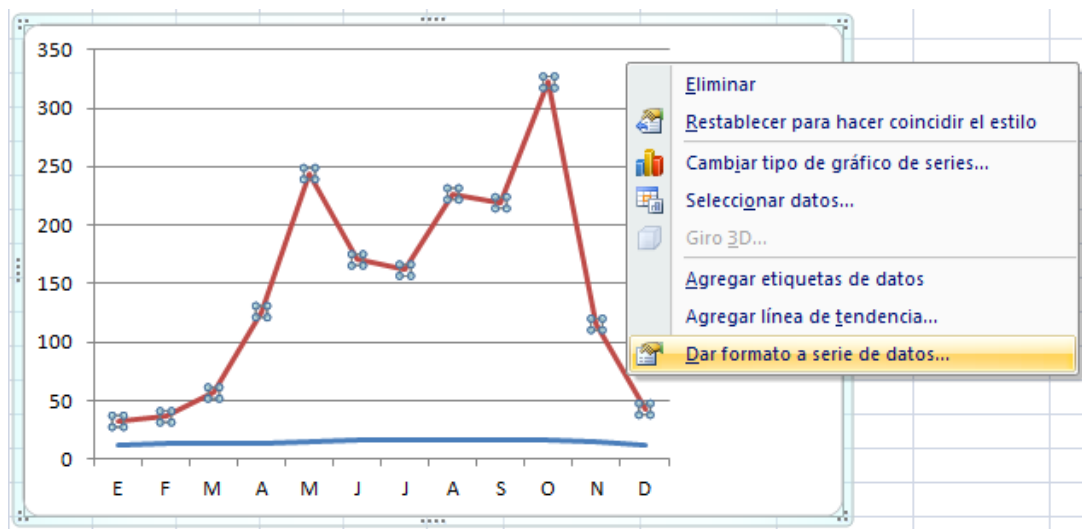 350
300
250
200
150
100
50
0
E F M A M J J A S O N D
Eliminar
Restablecer para hacer coincidir el estilo
Cambiar tipo de gráfico de series...
Seleccionar datos...
Giro 3D...
Agregar etiquetas de datos
Agregar línea de tendencia...
Dar formato a serie de datos...